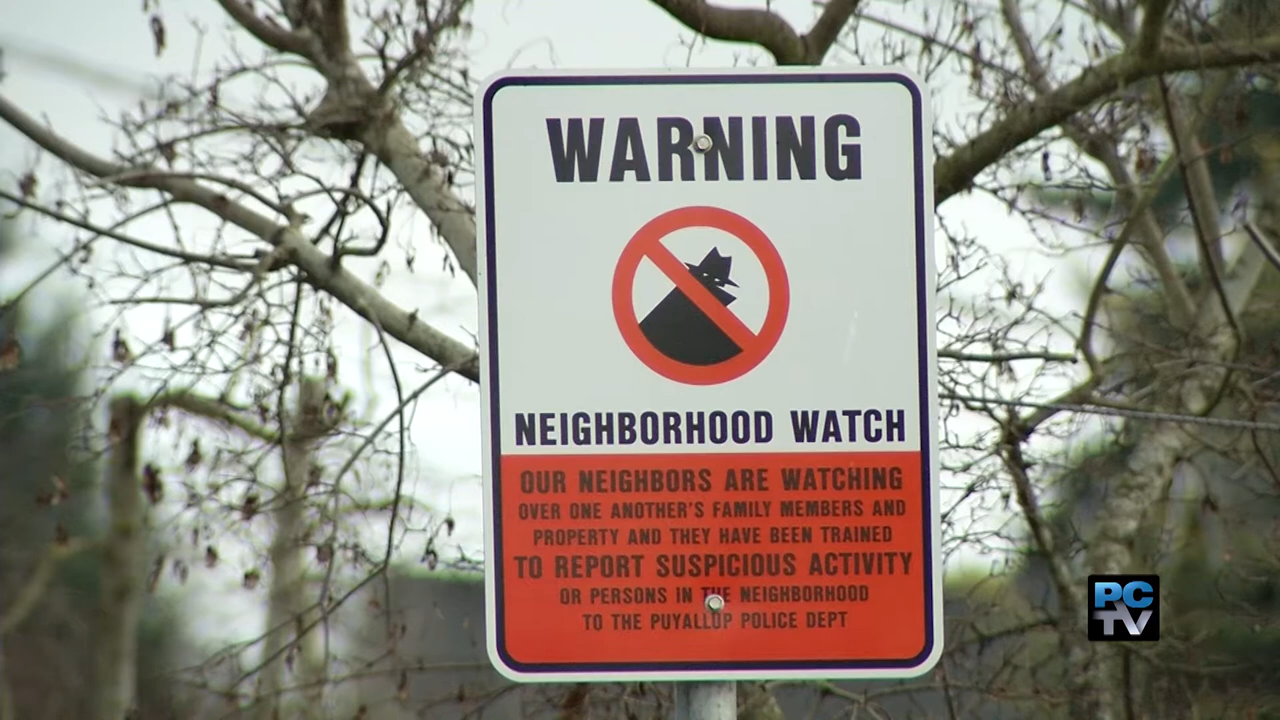 WARNING
NEIGHBORHOOD WATCH
OUR NEIGHBORS ARE WATCHING
OVER ONE ANOTHER'S FAMILY MEMBERS AND
PROPERTY AND THEY HAVE BEEN TRAINED
TO REPORT SUSPICIOUS ACTIVITY
OR PERSONS IN THE NEIGHBORHOOD
TO THE PUYALLUP POLICE DEPT
PC
TV